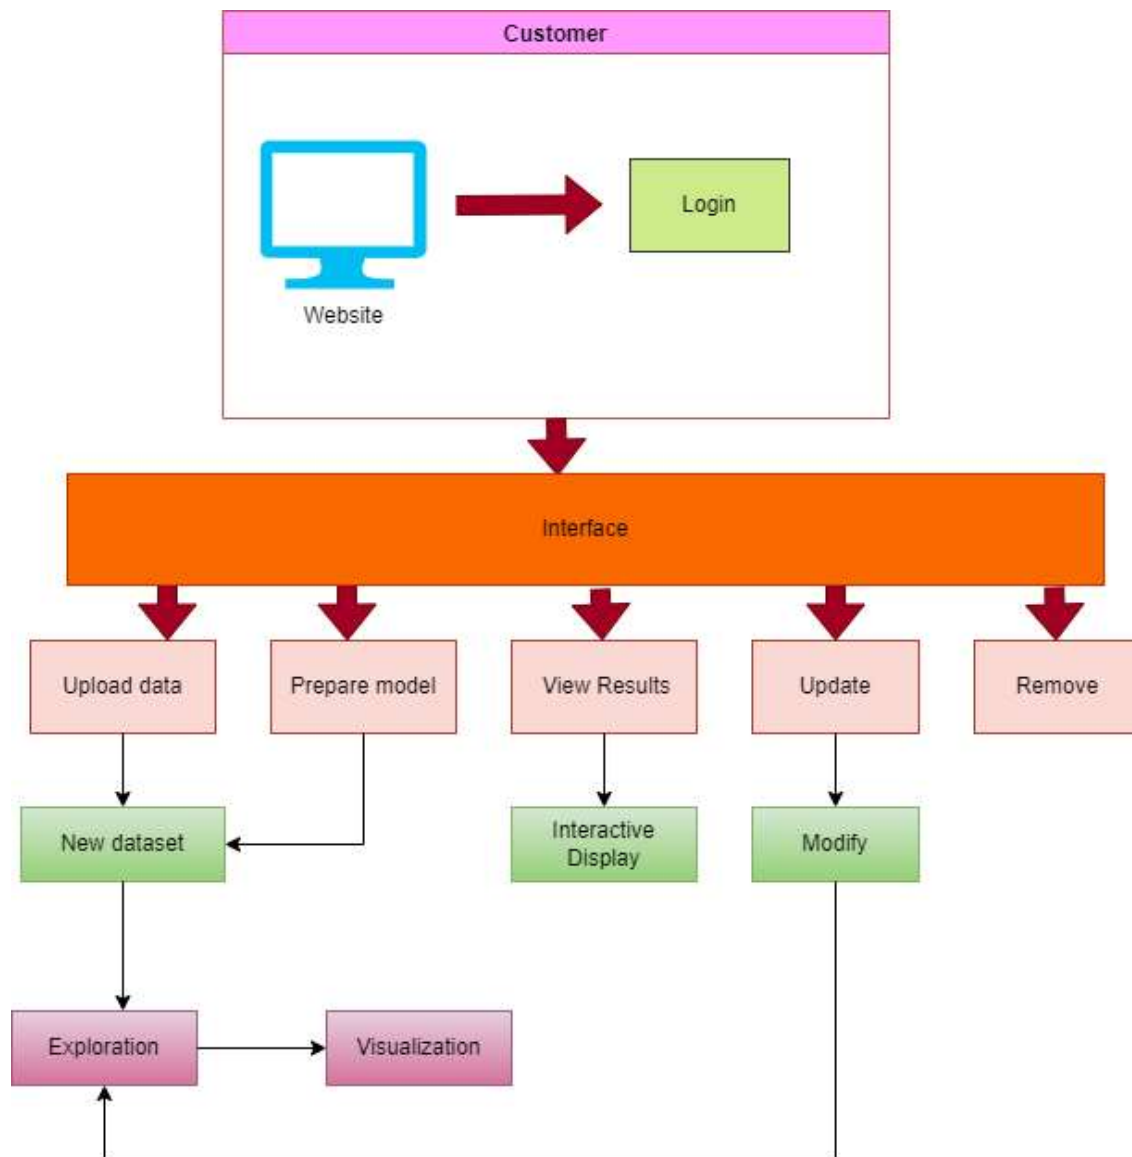 Customer
Login
Website
Interface
Upload data
Prepare model
View Results
Update
Remove
New dataset
Interactive
Display
Modify
Exploration
Visualization